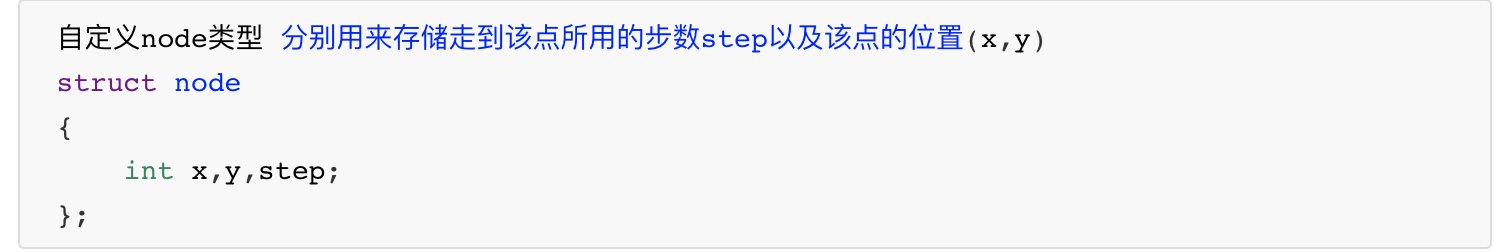 自定义node类型 分别用来存储走到该点所用的步数step以及该点的位置(x,y)
struct node
{
    int x,y,step;
};